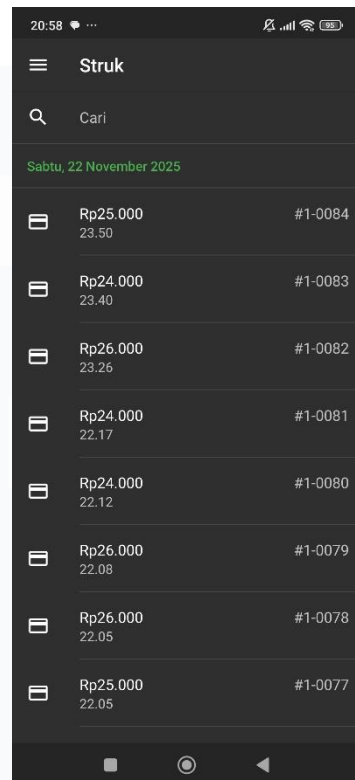 20:58 ...
95
Struk
Cari
Sabtu, 22 November 2025
Rp25.000 #1-0084
23.50
Rp24.000 #1-0083
23.40
Rp26.000 #1-0082
23.26
Rp24.000 #1-0081
22.17
Rp24.000 #1-0080
22.12
Rp26.000 #1-0079
22.08
Rp26.000 #1-0078
22.05
Rp25.000 #1-0077
22.05